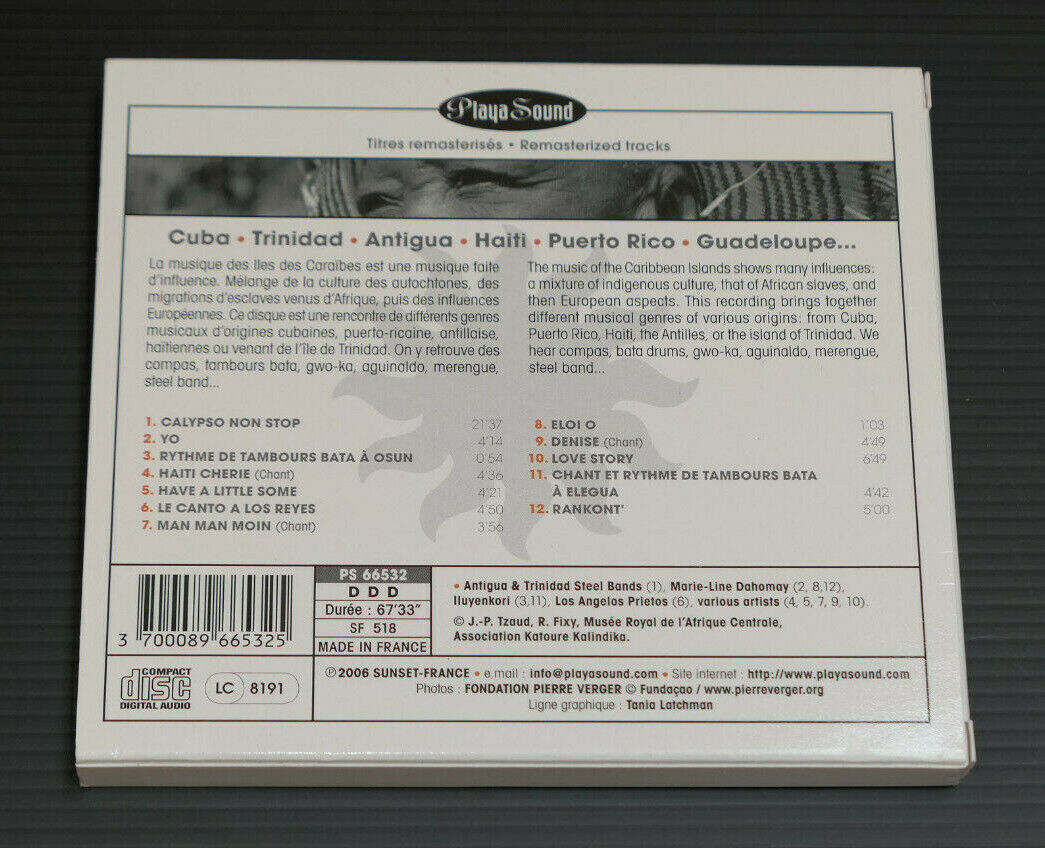 Playa Sound
Titres remasterisés • Remasterized tracks
Cuba • Trinidad • Antigua • Haiti • Puerto Rico • Guadeloupe...
La musique des Iles des Caraïbes est une musique faite
d'influence. Mélange de la culture des autochtones, des
migrations d'esclaves venus d'Afrique, puis des influences
Européennes. Ce disque est une rencontre de différents genres
musicaux d'origines cubaines, puerto-ricaine, antillaise,
haïtiennes ou venant de l'île de Trinidad. On y retrouve des
compas, tambours bata, gwo-ka, aguinaldo, merengue,
steel band...
The music of the Caribbean Islands shows many influences:
a mixture of indigenous culture, that of African slaves, and
then European aspects. This recording brings together
different musical genres of various origins: from Cuba,
Puerto Rico, Haiti, the Antilles, or the island of Trinidad. We
hear compas, bata drums, gwo-ka, aguinaldo, merengue,
steel band...
1. CALYPSO NON STOP 21'37
2. YO 4'14
3. RYTHME DE TAMBOURS BATA À OSUN 0'54
4. HAITI CHERIE (Chant) 4'36
5. HAVE A LITTLE SOME 4'21
6. LE CANTO A LOS REYES 4'50
7. MAN MAN MOIN (Chant) 3'56
8. ELOI O 1'03
9. DENISE (Chant) 4'49
10. LOVE STORY 6'49
11. CHANT ET RYTHME DE TAMBOURS BATA
À ELEGUA 4'42
12. RANKONT' 5'00
3 700089 665325
PS 66532
D D D
Durée : 67'33"
SF 518
MADE IN FRANCE
• Antigua & Trinidad Steel Bands (1), Marie-Line Dahomay (2, 8,12),
Iluyenkori (3,11), Los Angelos Prietos (6), various artists (4, 5, 7, 9, 10).
© J.-P. Tzaud, R. Fixy, Musée Royal de l'Afrique Centrale,
Association Katoure Kalindika.
COMPACT
disc
DIGITAL AUDIO
LC 8191
℗ 2006 SUNSET-FRANCE • e.mail : info@playasound.com • Site internet : http://www.playasound.com
Photos : FONDATION PIERRE VERGER © Fundaçao / www.pierreverger.org
Ligne graphique : Tania Latchman